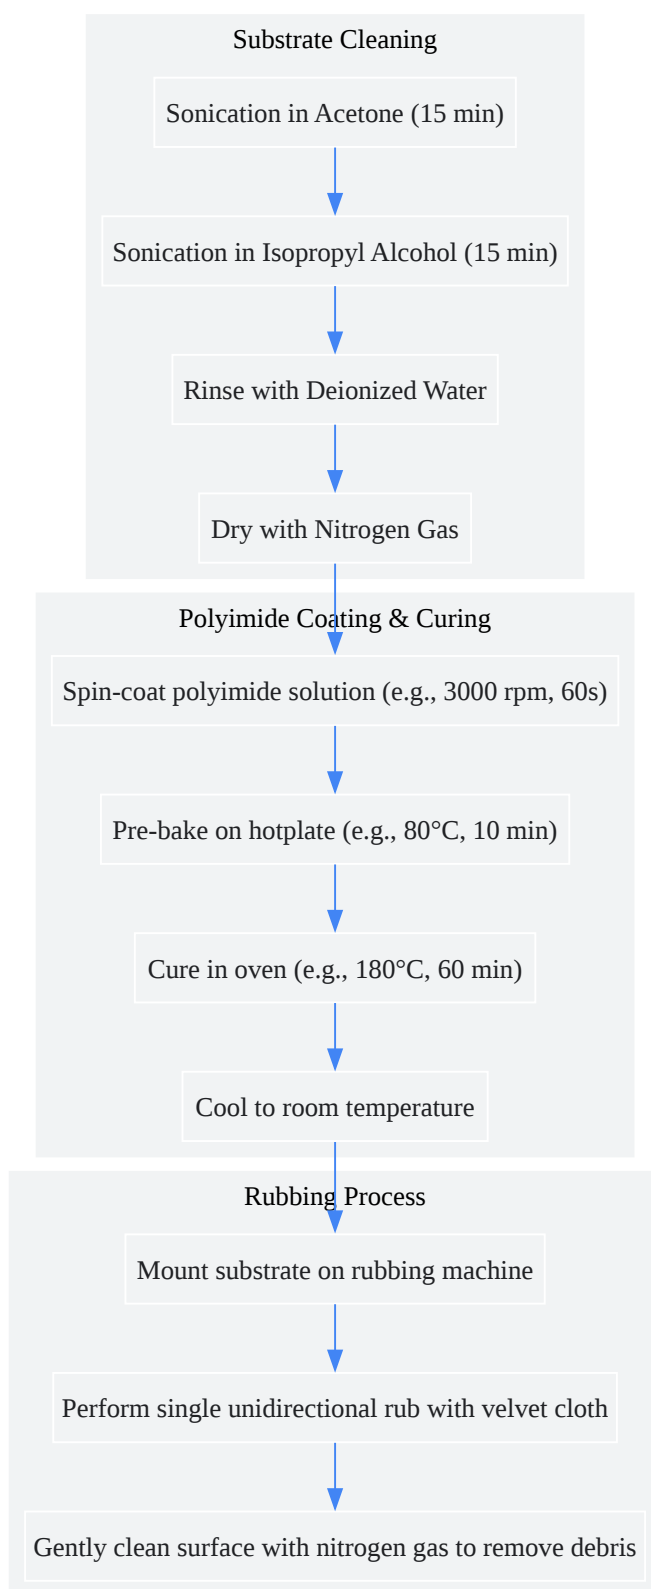 Substrate Cleaning
Sonication in Acetone (15 min)
Sonication in Isopropyl Alcohol (15 min)
Rinse with Deionized Water
Dry with Nitrogen Gas
Polyimide Coating & Curing
Spin-coat polyimide solution (e.g., 3000 rpm, 60s)
Pre-bake on hotplate (e.g., 80°C, 10 min)
Cure in oven (e.g., 180°C, 60 min)
Cool to room temperature
Rubbing Process
Mount substrate on rubbing machine
Perform single unidirectional rub with velvet cloth
Gently clean surface with nitrogen gas to remove debris